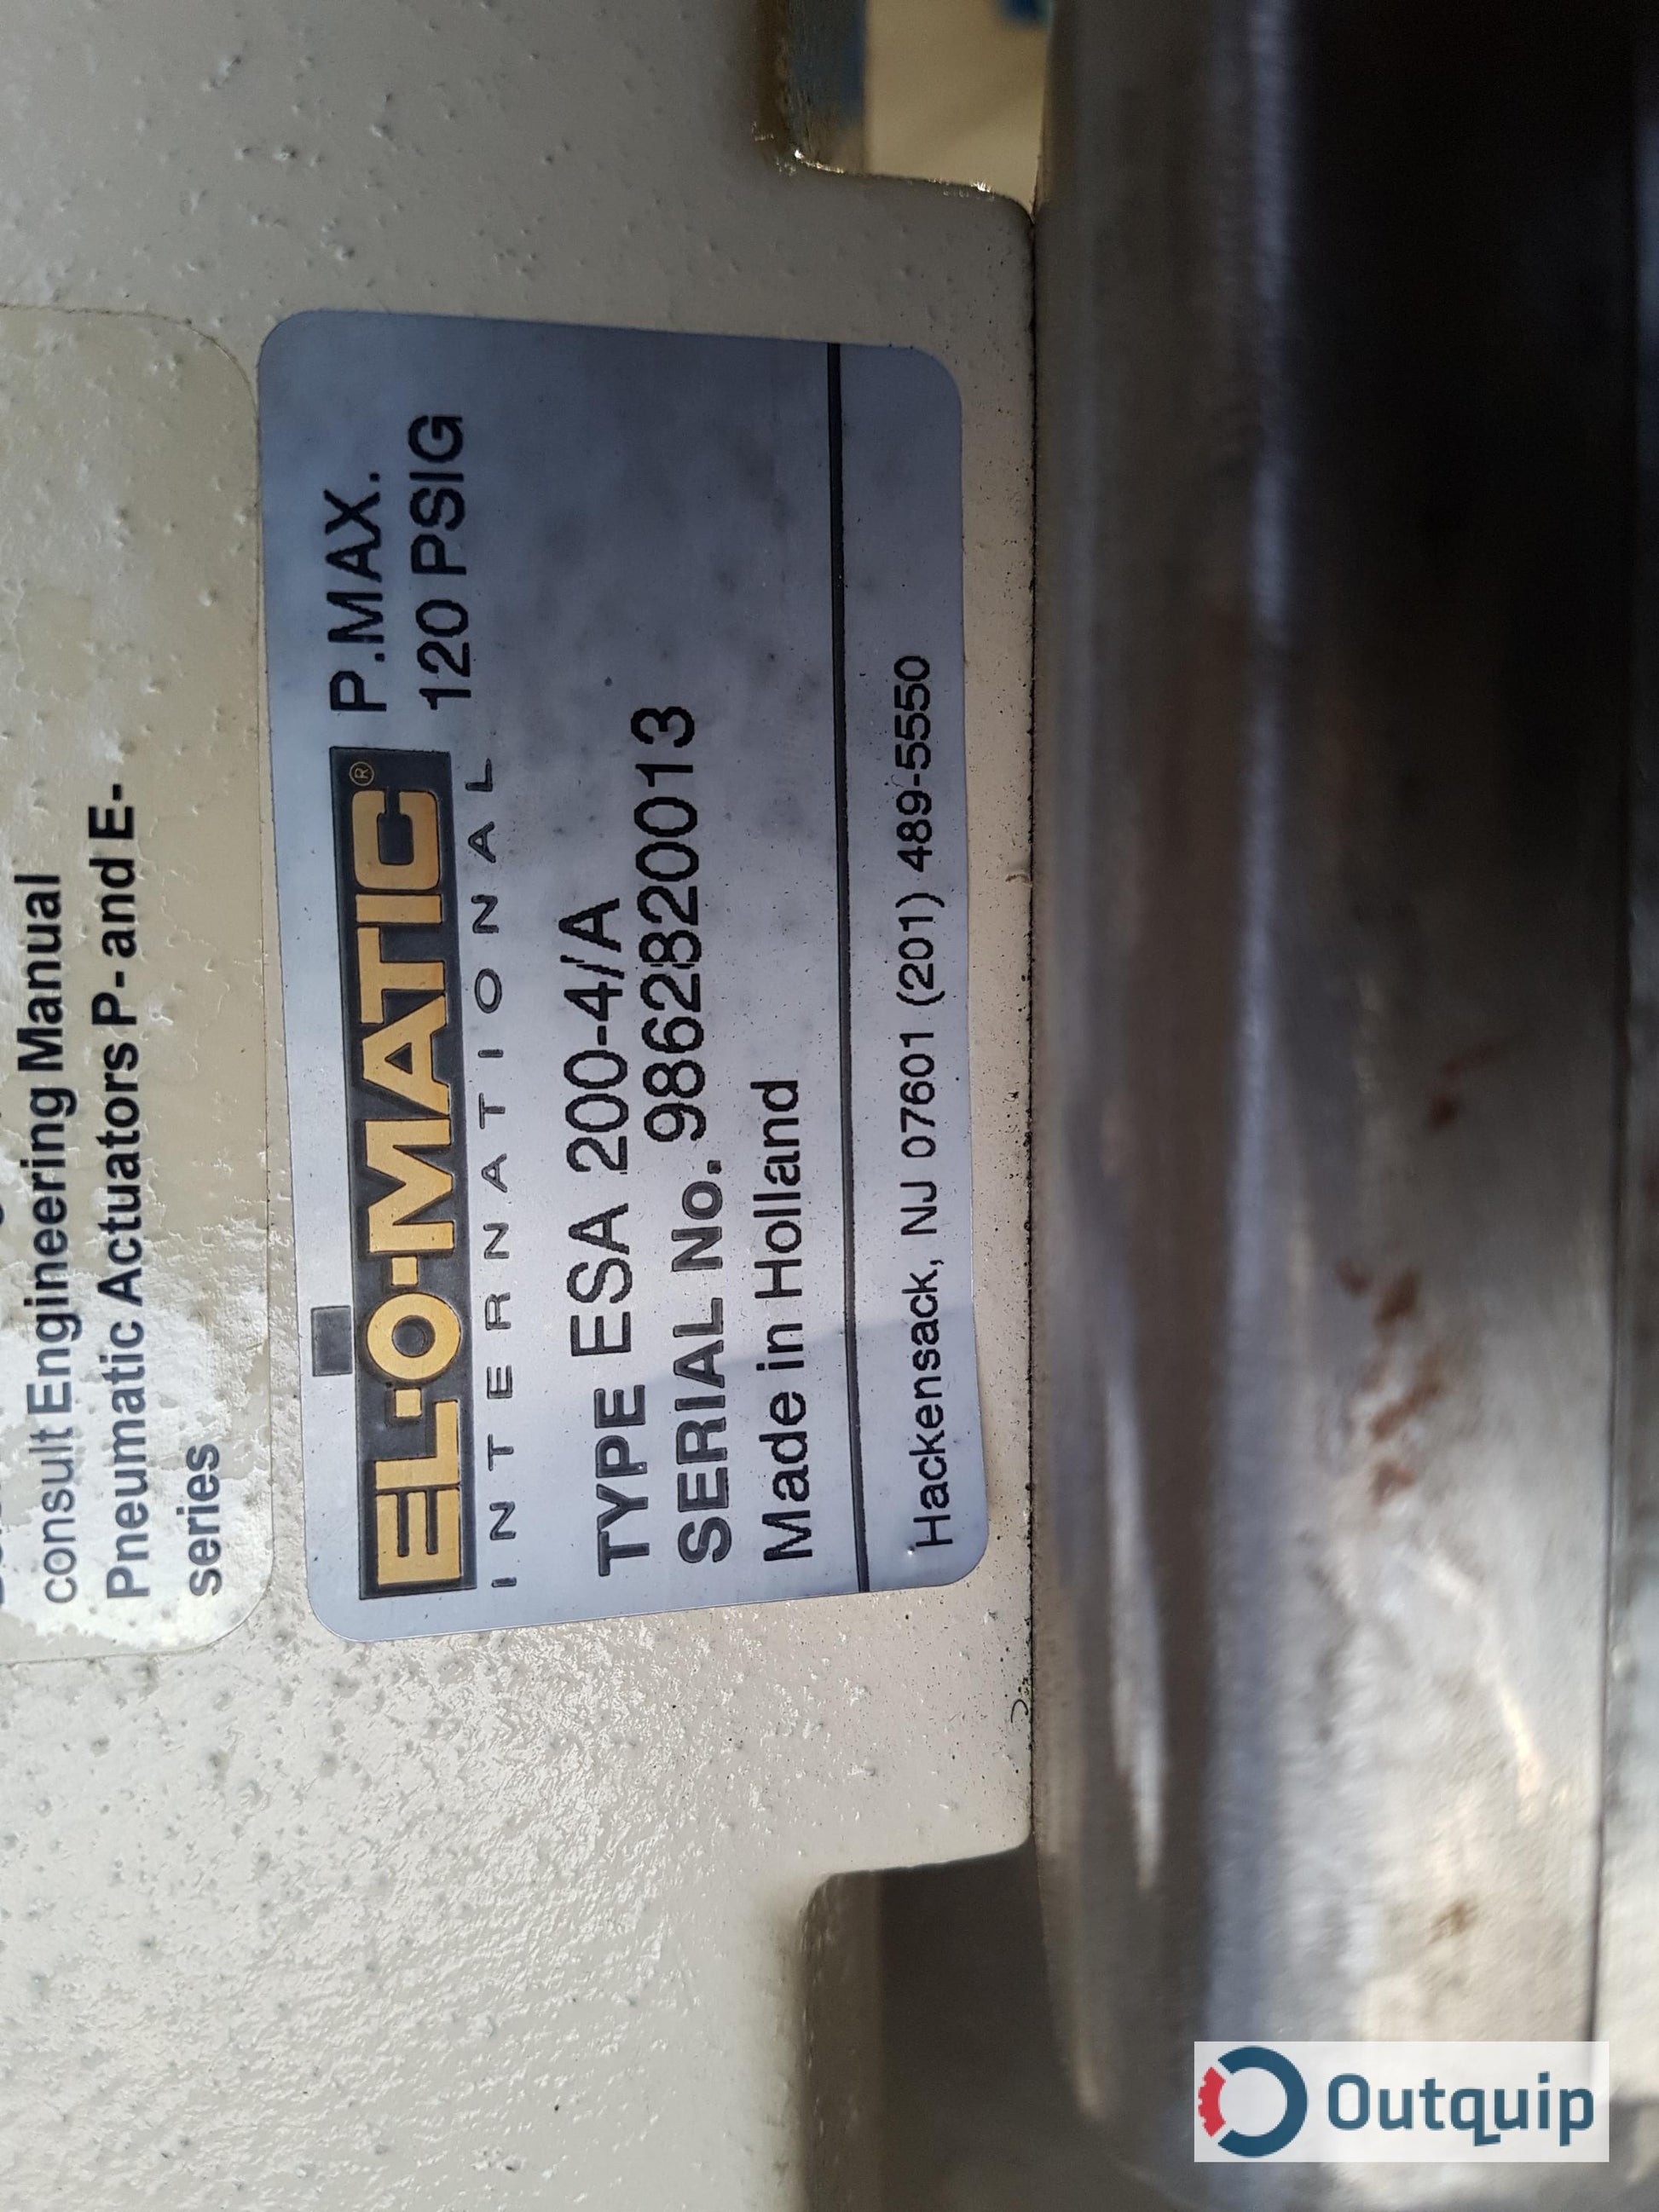 consult Engineering Manual
Pneumatic Actuators P- and E-
series
EL·O·MATIC®
INTERNATIONAL
P.MAX.
120 PSIG
TYPE ESA 200-4/A
SERIAL No. 9862820013
Made in Holland
Hackensack, NJ 07601 (201) 489-5550
Outquip